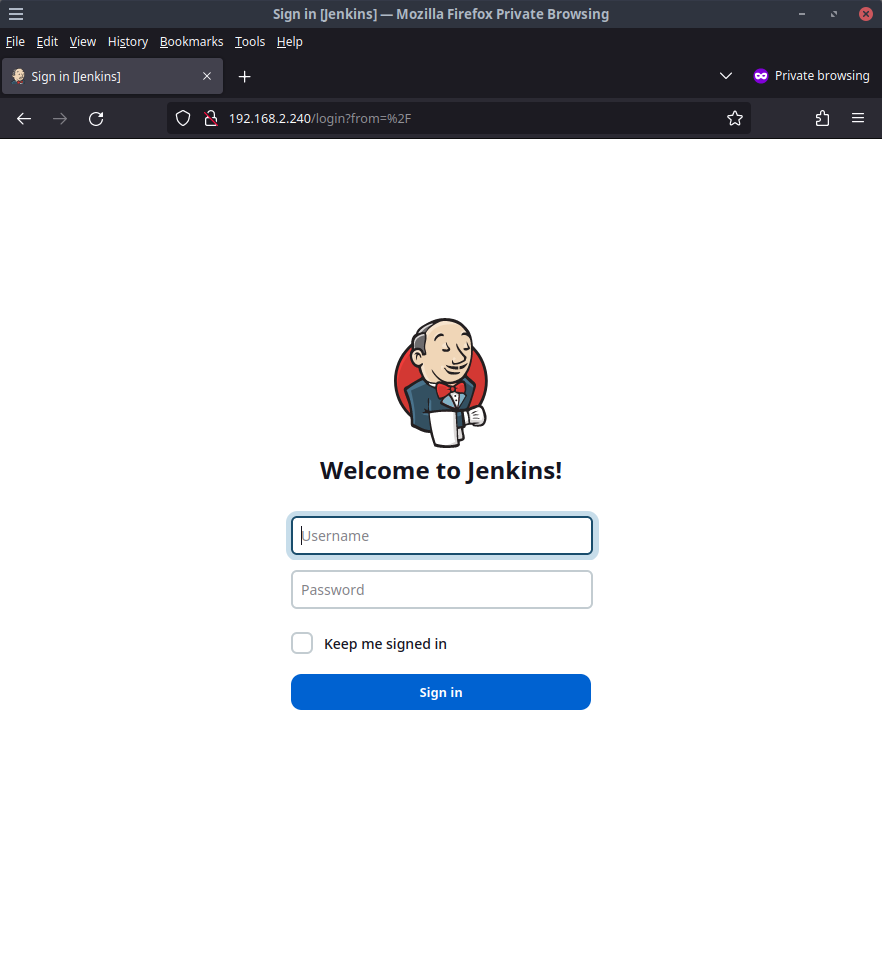 Sign in [Jenkins] — Mozilla Firefox Private Browsing
File Edit View History Bookmarks Tools Help
Sign in [Jenkins]
Private browsing
192.168.2.240/login?from=%2F
Welcome to Jenkins!
Username
Password
Keep me signed in
Sign in